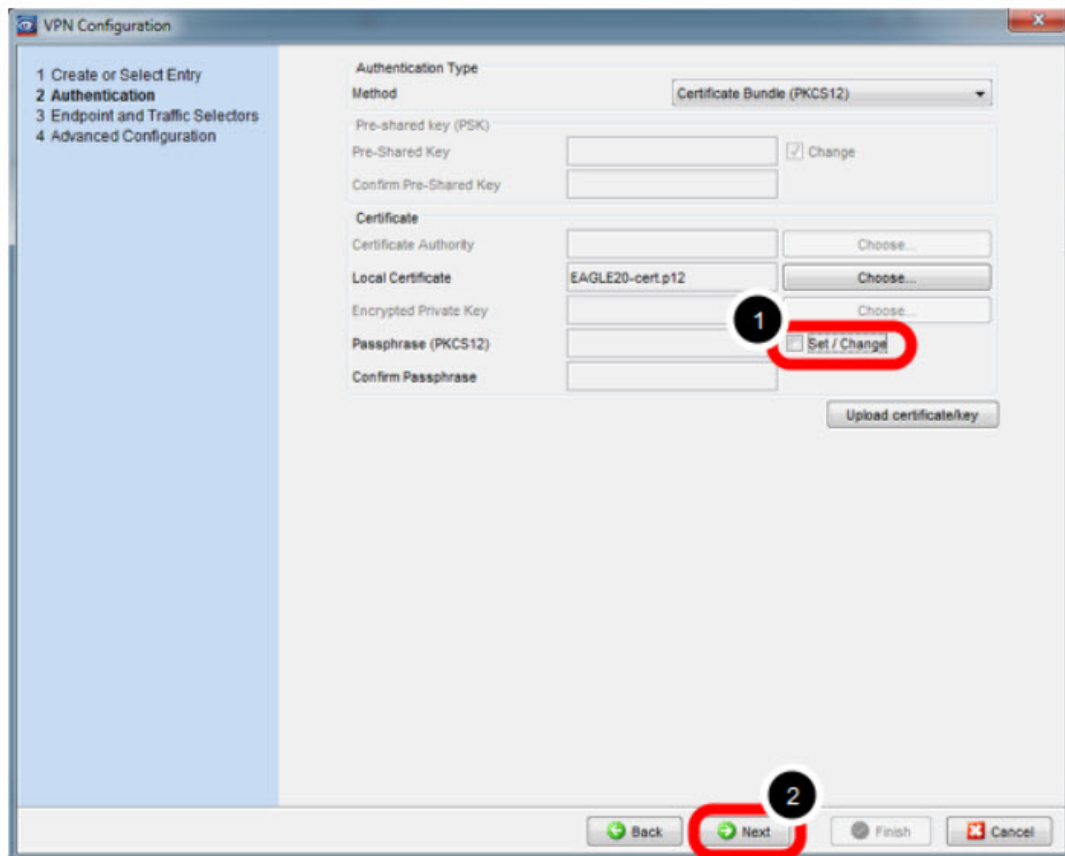 VPN Configuration
1 Create or Select Entry
2 Authentication
3 Endpoint and Traffic Selectors
4 Advanced Configuration
Authentication Type
Method Certificate Bundle (PKCS12)
Pre-shared key (PSK)
Pre-Shared Key Change
Confirm Pre-Shared Key
Certificate
Certificate Authority Choose...
Local Certificate EAGLE20-cert.p12 Choose...
Encrypted Private Key Choose...
1
Passphrase (PKCS12) Set / Change
Confirm Passphrase
Upload certificate/key
2
Back Next Finish Cancel